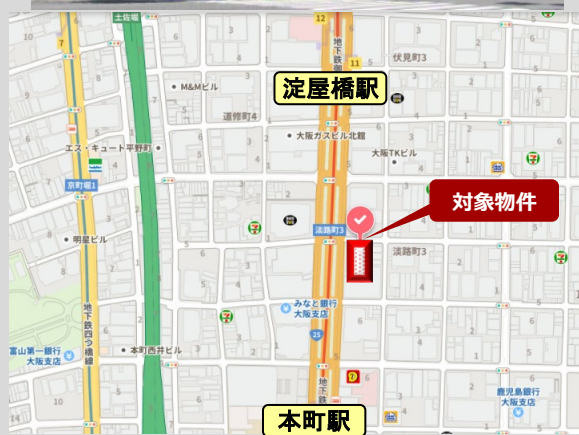 土佐堀
12
7
地下鉄御
11
伏見町3
M&Mビル
淀屋橋駅
道修町4
大阪ガスビル北館
エス・キュート平野町
大阪TKビル
京町堀1
対象物件
淡路町3
淡路町3
明星ビル
みなと銀行
大阪支店
地下鉄四つ橋線
25
富山第一銀行
大阪支店
本町西井ビル
地下鉄
鹿児島銀行
大阪支店
10
本町駅